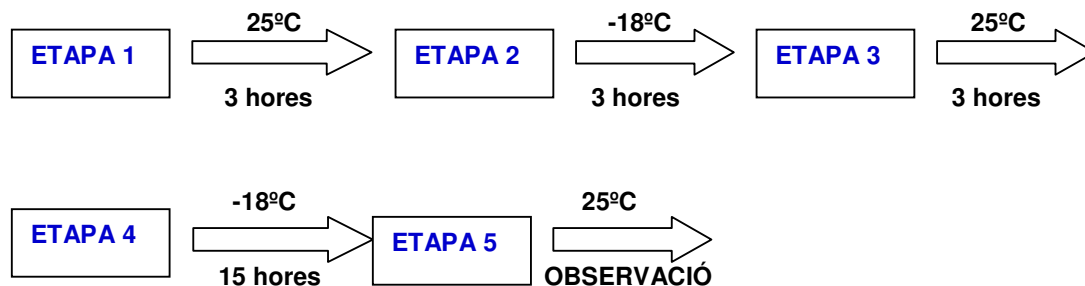 25ºC
-18ºC
25ºC
ETAPA 1
ETAPA 2
ETAPA 3
3 hores
3 hores
3 hores
-18ºC
25ºC
ETAPA 4
ETAPA 5
15 hores
OBSERVACIÓ